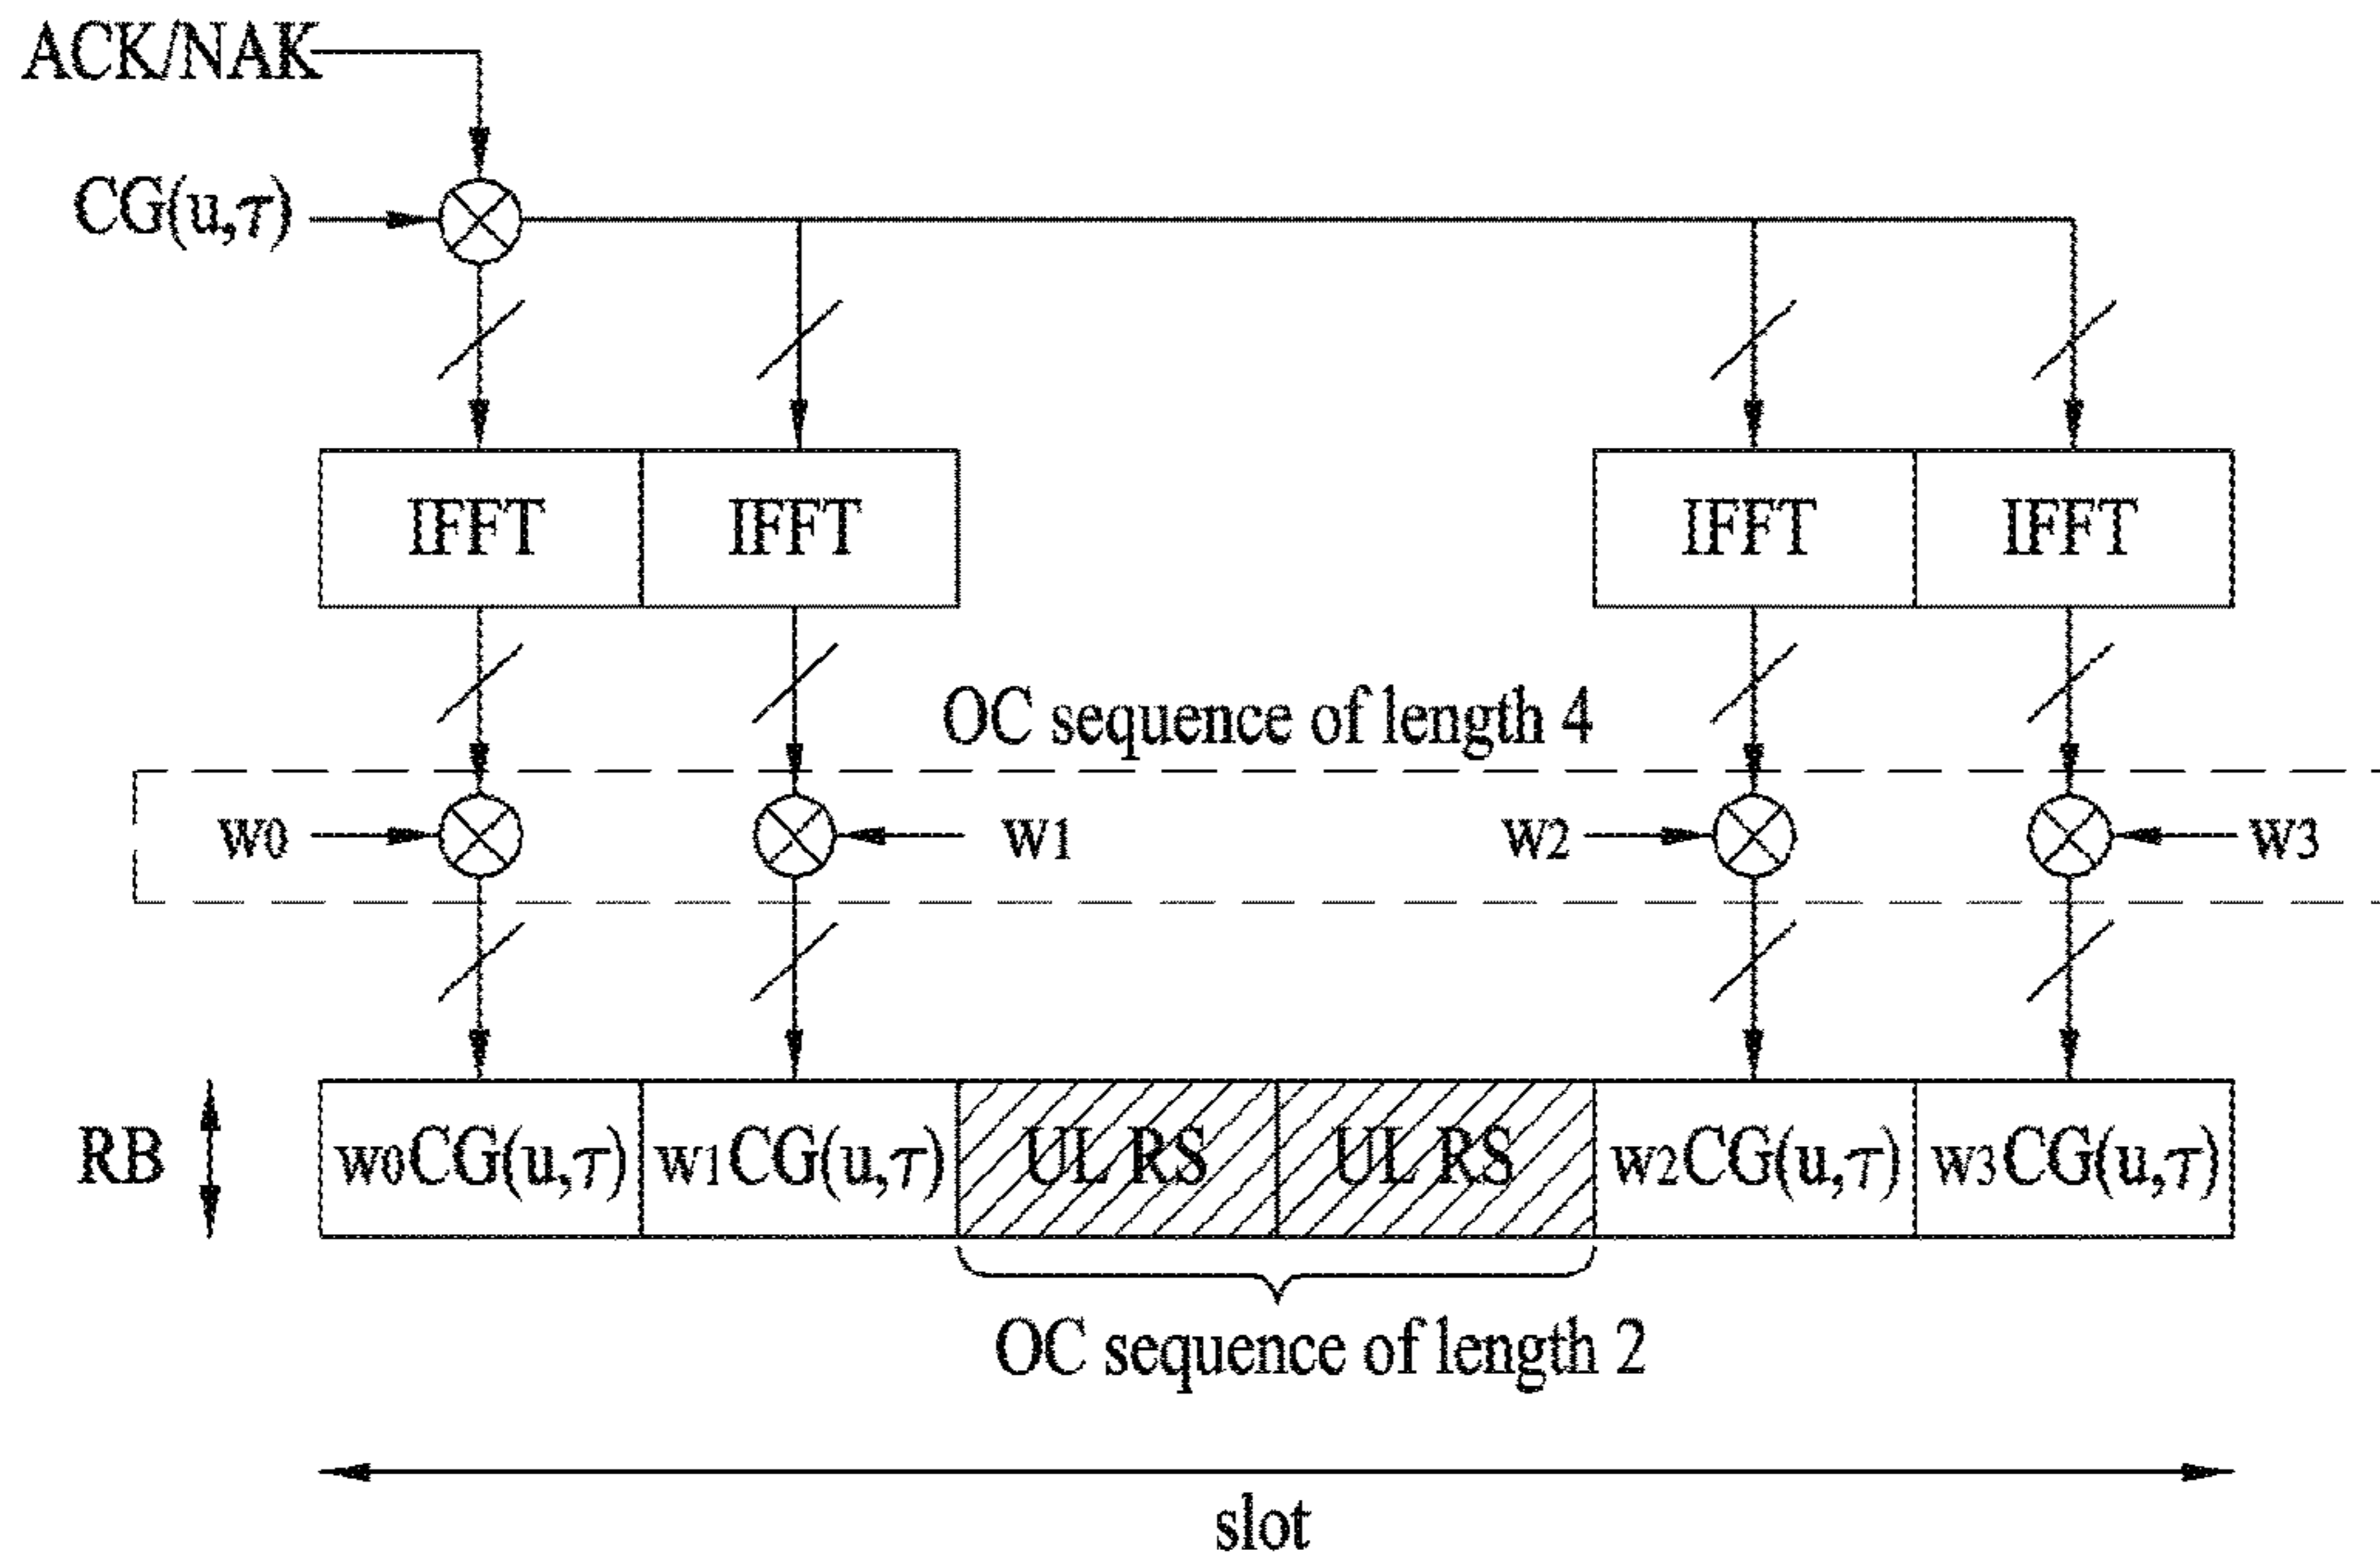 ACK/NAK
CG(u,τ)
IFFT IFFT IFFT IFFT
OC sequence of length 4
w0 w1 w2 w3
RB w0CG(u,τ) w1CG(u,τ) UL RS UL RS w2CG(u,τ) w3CG(u,τ)
OC sequence of length 2
slot